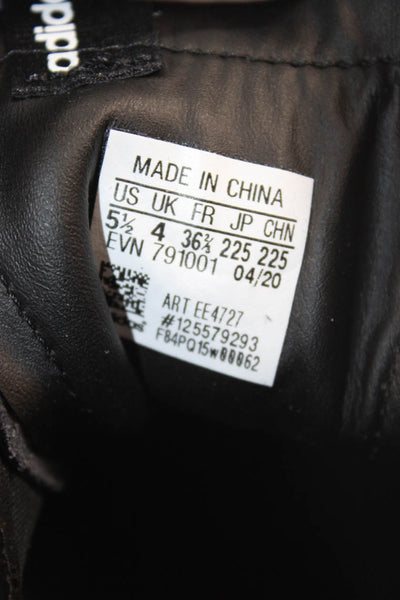 adidas
MADE IN CHINA
US UK FR JP CHN
5½ 4 36⅔ 225 225
EVN 791001 04/20
ART EE4727
#125579293
F84PQ15W00062